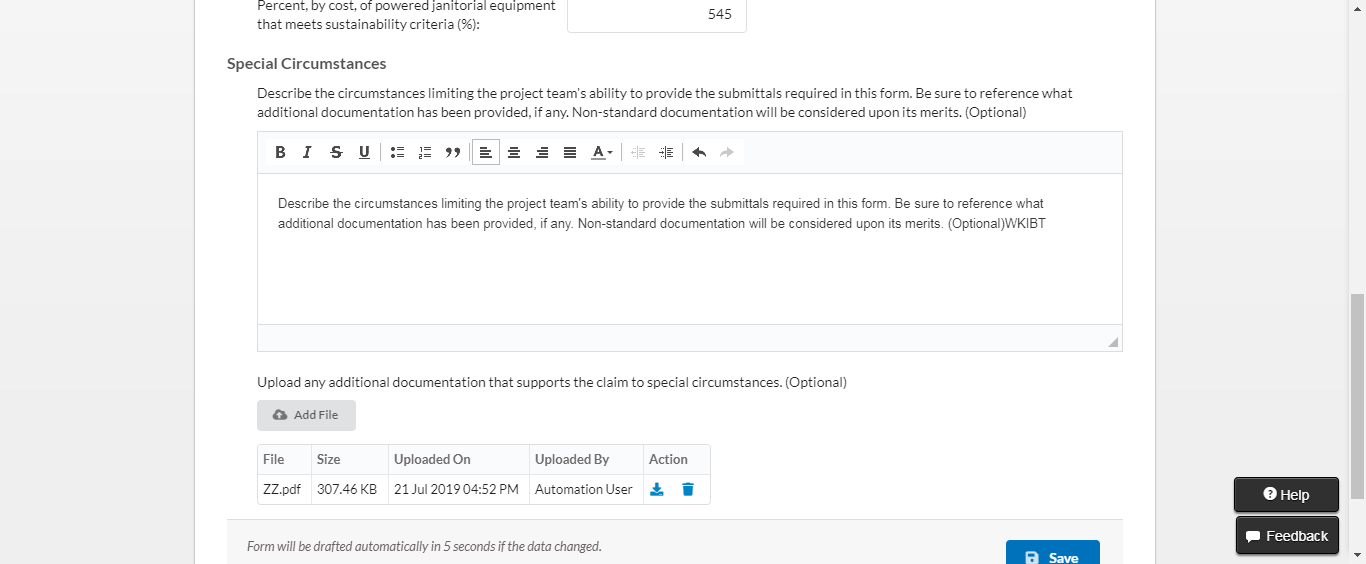 Percent, by cost, of powered janitorial equipment
that meets sustainability criteria (%):
545
Special Circumstances
Describe the circumstances limiting the project team's ability to provide the submittals required in this form. Be sure to reference what
additional documentation has been provided, if any. Non-standard documentation will be considered upon its merits. (Optional)
B I S U A
Describe the circumstances limiting the project team's ability to provide the submittals required in this form. Be sure to reference what
additional documentation has been provided, if any. Non-standard documentation will be considered upon its merits. (Optional)WKIBT
Upload any additional documentation that supports the claim to special circumstances. (Optional)
Add File
File Size Uploaded On Uploaded By Action
ZZ.pdf 307.46 KB 21 Jul 2019 04:52 PM Automation User
Help
Feedback
Form will be drafted automatically in 5 seconds if the data changed.
Save